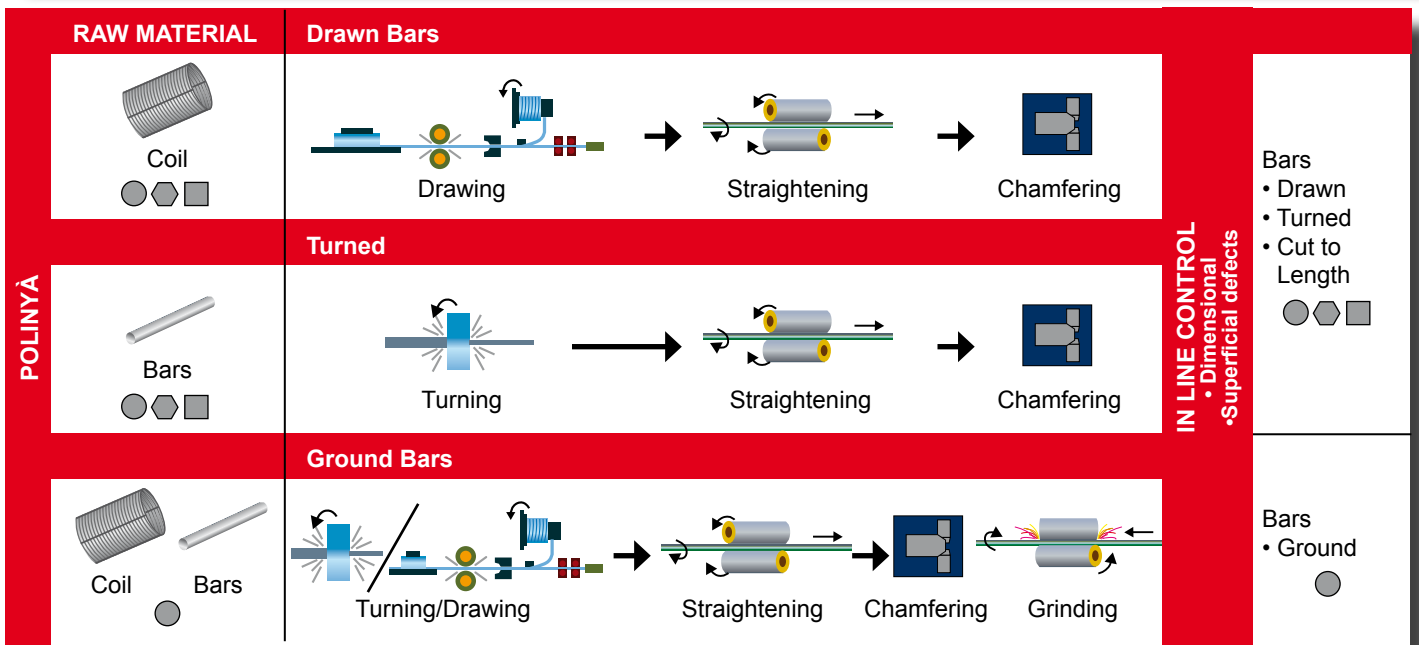 RAW MATERIAL
Drawn Bars
POLINYÀ
Coil
Drawing
Straightening
Chamfering
Turned
Bars
Turning
Straightening
Chamfering
Ground Bars
Coil
Bars
Turning/Drawing
Straightening
Chamfering
Grinding
IN LINE CONTROL
• Dimensional
•Superficial defects
Bars
• Drawn
• Turned
• Cut to
Length
Bars
• Ground